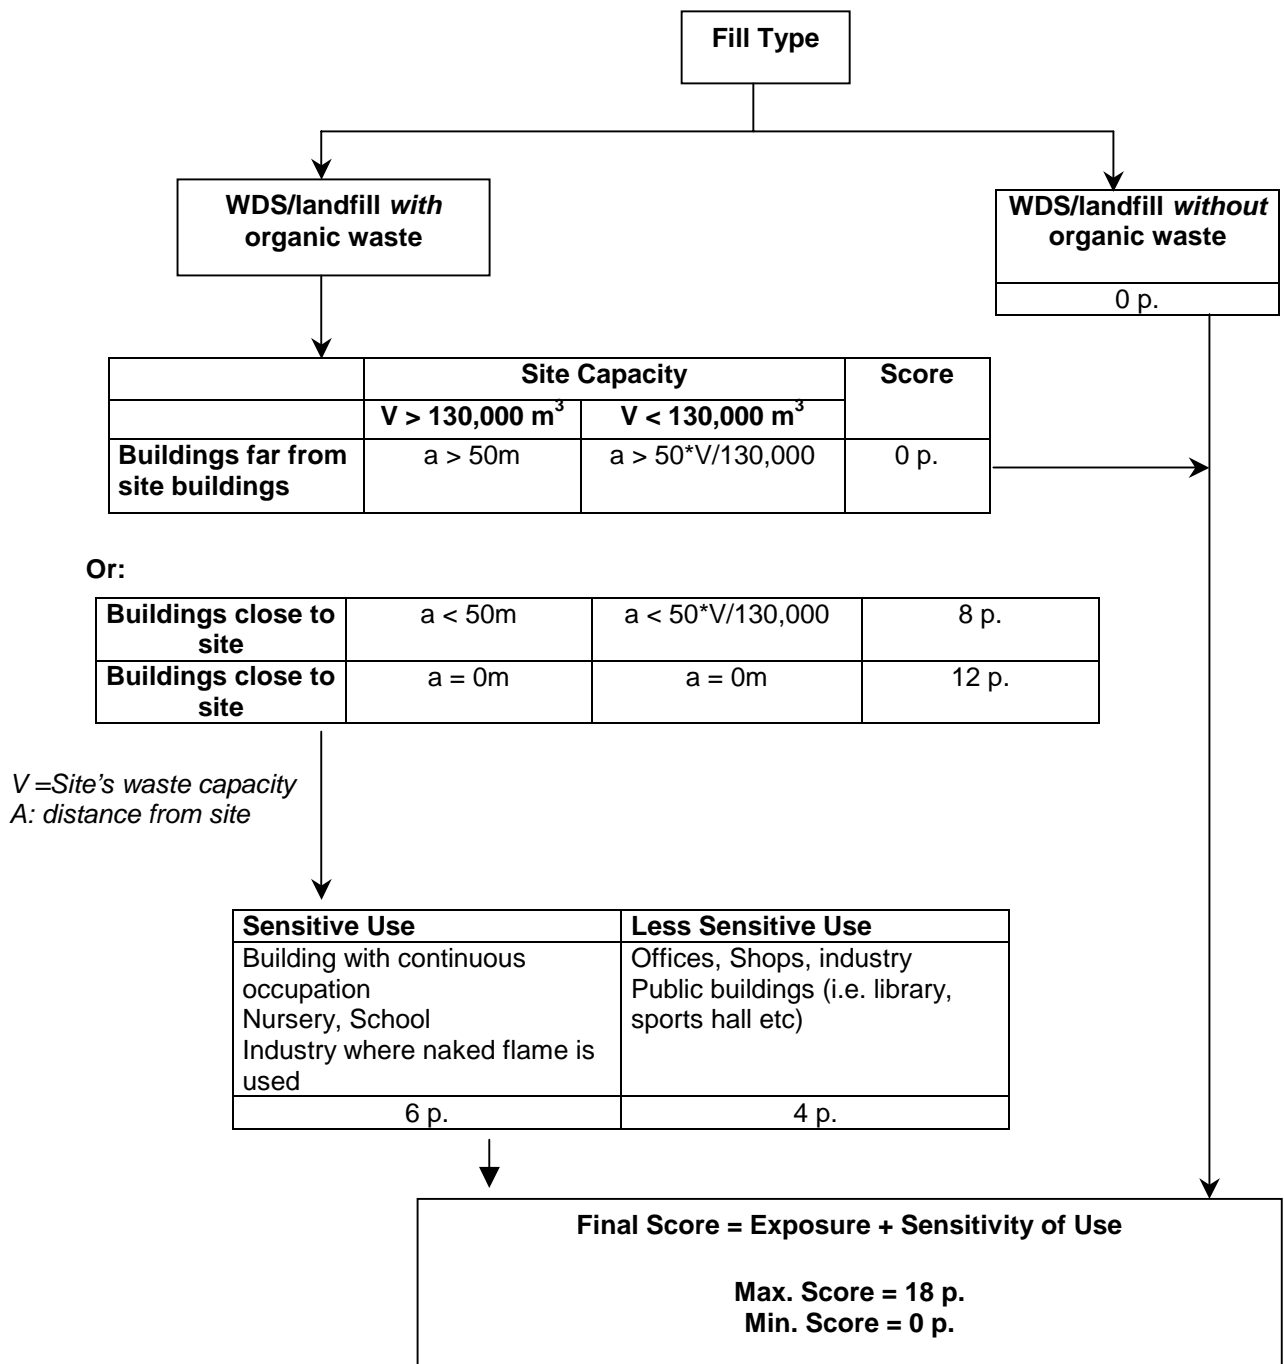 Fill Type
WDS/landfill with
organic waste
WDS/landfill without
organic waste
0 p.
Site Capacity Score
V > 130,000 m³ V < 130,000 m³
Buildings far from a > 50m a > 50*V/130,000 0 p.
site buildings
Or:
Buildings close to a < 50m a < 50*V/130,000 8 p.
site
Buildings close to a = 0m a = 0m 12 p.
site
V =Site's waste capacity
A: distance from site
Sensitive Use Less Sensitive Use
Building with continuous Offices, Shops, industry
occupation Public buildings (i.e. library,
Nursery, School sports hall etc)
Industry where naked flame is
used
6 p. 4 p.
Final Score = Exposure + Sensitivity of Use
Max. Score = 18 p.
Min. Score = 0 p.